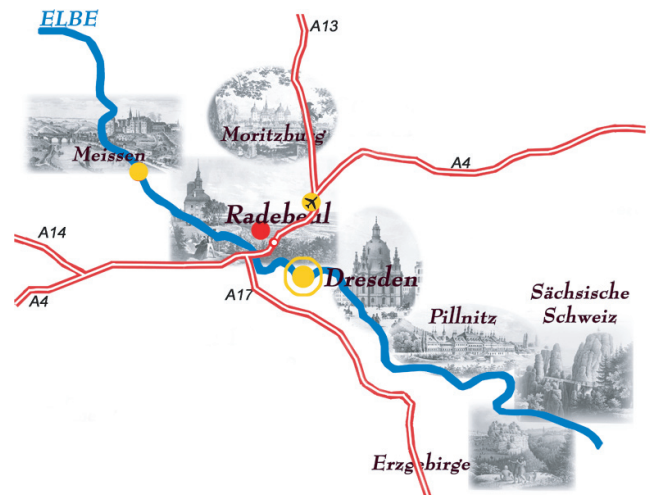 ELBE
A13
Moritzburg
Meissen
A4
Radebeul
A14
Dresden
A4
A17
Sächsische
Schweiz
Pillnitz
Erzgebirge